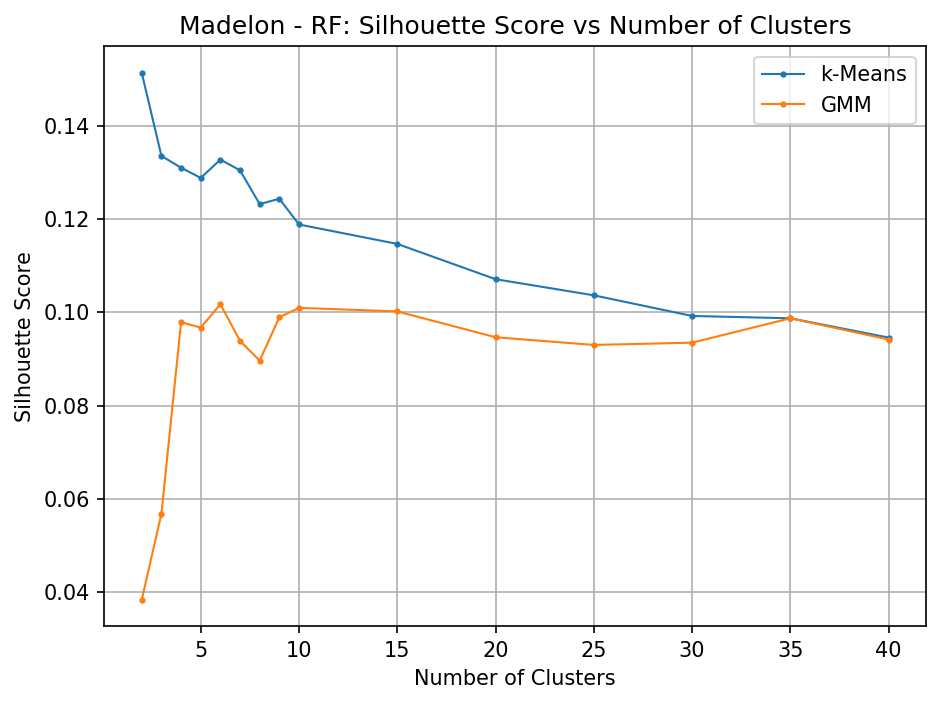 Madelon - RF: Silhouette Score vs Number of Clusters
k-Means
GMM
Silhouette Score
0.14
0.12
0.10
0.08
0.06
0.04
5 10 15 20 25 30 35 40
Number of Clusters